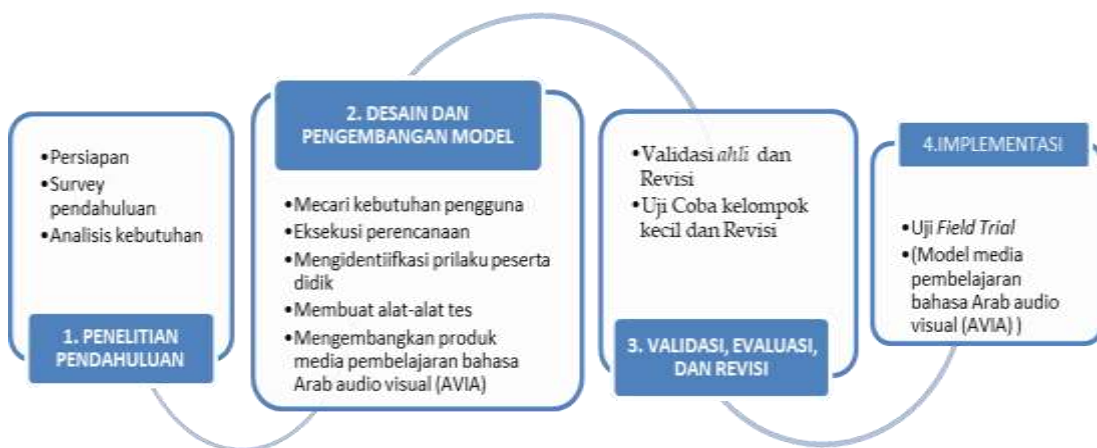 •Persiapan
•Survey
pendahuluan
•Analisis kebutuhan
1. PENELITIAN
PENDAHULUAN
2. DESAIN DAN
PENGEMBANGAN MODEL
•Mecari kebutuhan pengguna
•Eksekusi perencanaan
•Mengidentiifkasi prilaku peserta
didik
•Membuat alat-alat tes
•Mengembangkan produk
media pembelajaran bahasa
Arab audio visual (AVIA)
•Validasi ahli dan
Revisi
•Uji Coba kelompok
kecil dan Revisi
3. VALIDASI, EVALUASI,
DAN REVISI
4.IMPLEMENTASI
•Uji Field Trial
•(Model media
pembelajaran
bahasa Arab audio
visual (AVIA) )